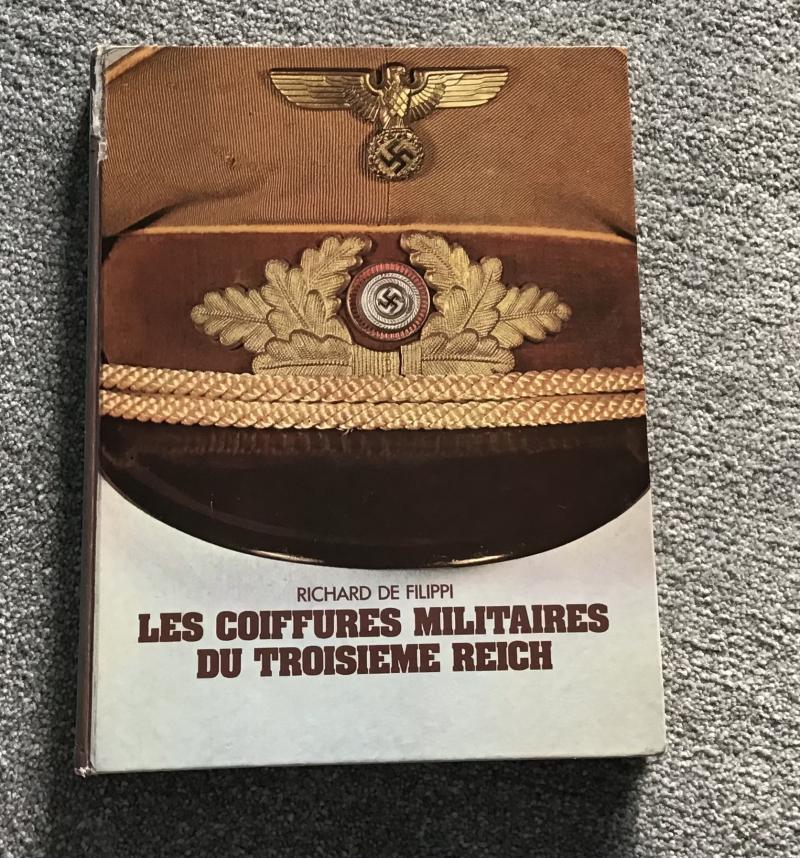 RICHARD DE FILIPPI
LES COIFFURES MILITAIRES
DU TROISIEME REICH